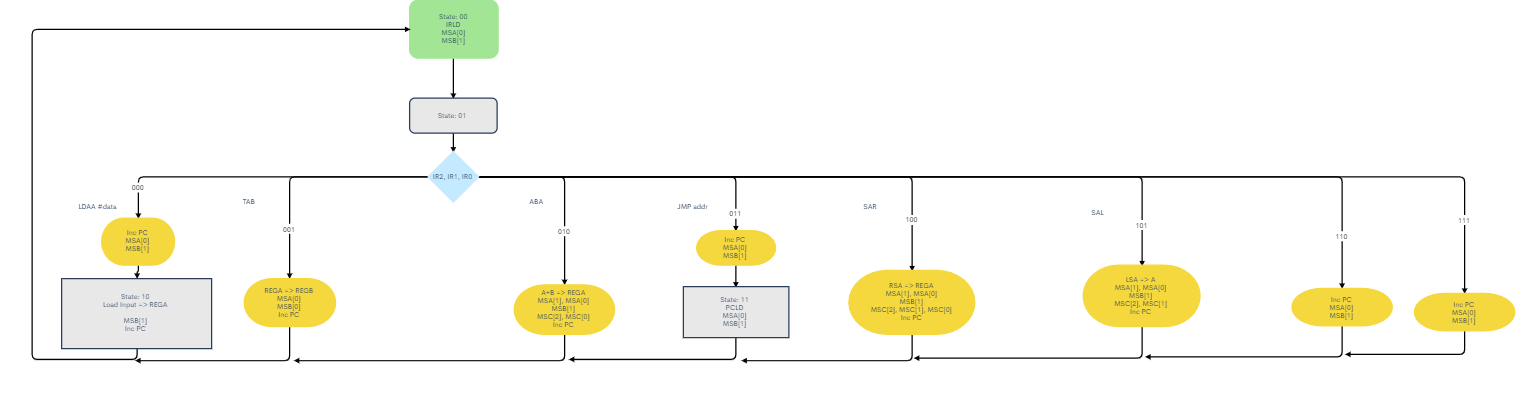 State: 00
IRLD
MSA[0]
MSB[1]
State: 01
IR2, IR1, IR0
000
LDAA #data
Inc PC
MSA[0]
MSB[1]
State: 10
Load Input -> REGA
MSB[1]
Inc PC
TAB
001
REGA -> REGB
MSA[0]
MSB[0]
Inc PC
ABA
010
A+B -> REGA
MSA[1], MSA[0]
MSB[1]
MSC[2], MSC[0]
Inc PC
JMP addr
011
Inc PC
MSA[0]
MSB[1]
State: 11
PCLD
MSA[0]
MSB[1]
SAR
100
RSA -> REGA
MSA[1], MSA[0]
MSB[1]
MSC[2], MSC[1], MSC[0]
Inc PC
SAL
101
LSA -> A
MSA[1], MSA[0]
MSB[1]
MSC[2], MSC[1]
Inc PC
110
Inc PC
MSA[0]
MSB[1]
111
Inc PC
MSA[0]
MSB[1]